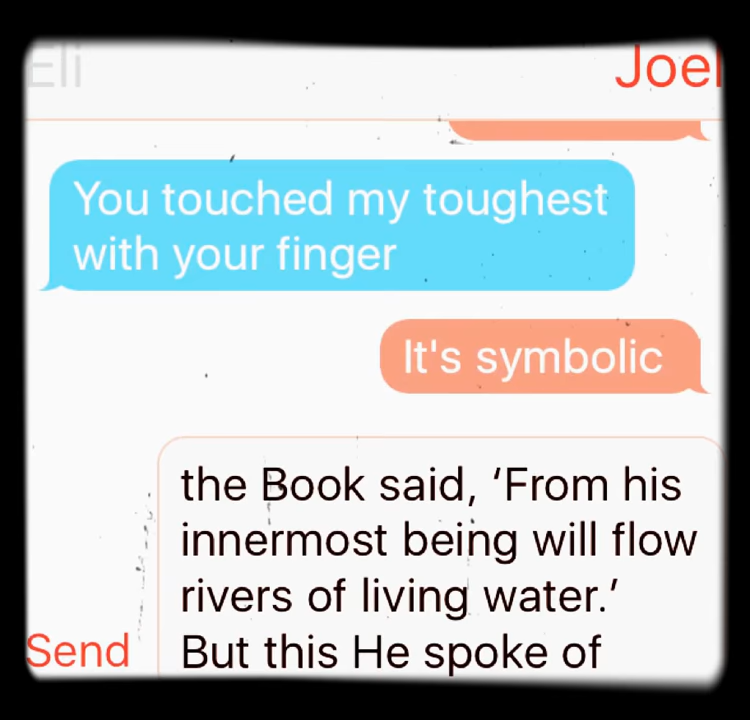 Eli
Joel
You touched my toughest
with your finger
It's symbolic
the Book said, ‘From his
innermost being will flow
rivers of living water.’
But this He spoke of
Send